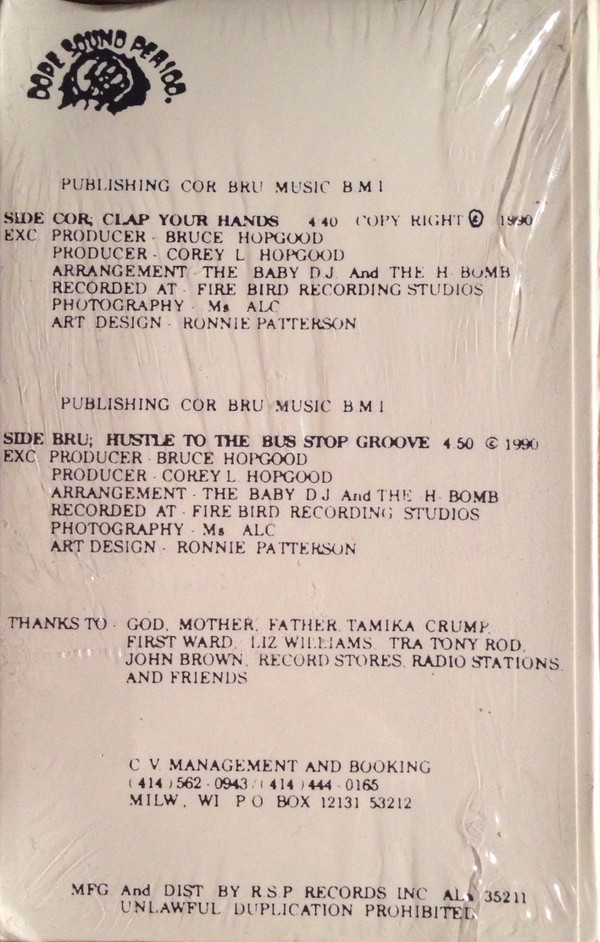 DOPE SOUND PERIOD.
PUBLISHING COR BRU MUSIC B M I
SIDE COR; CLAP YOUR HANDS 4 40 COPY RIGHT © 1990
EXC. PRODUCER - BRUCE HOPGOOD
PRODUCER - COREY L HOPGOOD
ARRANGEMENT - THE BABY D J And THE H - BOMB
RECORDED AT - FIRE BIRD RECORDING STUDIOS
PHOTOGRAPHY - Ms ALC
ART DESIGN - RONNIE PATTERSON
PUBLISHING COR BRU MUSIC B M I
SIDE BRU; HUSTLE TO THE BUS STOP GROOVE 4 50 © 1990
EXC. PRODUCER - BRUCE HOPGOOD
PRODUCER - COREY L HOPGOOD
ARRANGEMENT - THE BABY D J And THE H - BOMB
RECORDED AT - FIRE BIRD RECORDING STUDIOS
PHOTOGRAPHY - Ms ALC
ART DESIGN - RONNIE PATTERSON
THANKS TO - GOD, MOTHER, FATHER, TAMIKA CRUMP,
FIRST WARD, LIZ WILLIAMS, TRA TONY ROD,
JOHN BROWN, RECORD STORES, RADIO STATIONS,
AND FRIENDS
C V MANAGEMENT AND BOOKING
(414) 562 - 0943 / (414) 444 - 0165
MILW, WI P O BOX 12131 53212
MFG And DIST BY R S P RECORDS INC AL, 35211
UNLAWFUL DUPLICATION PROHIBITED